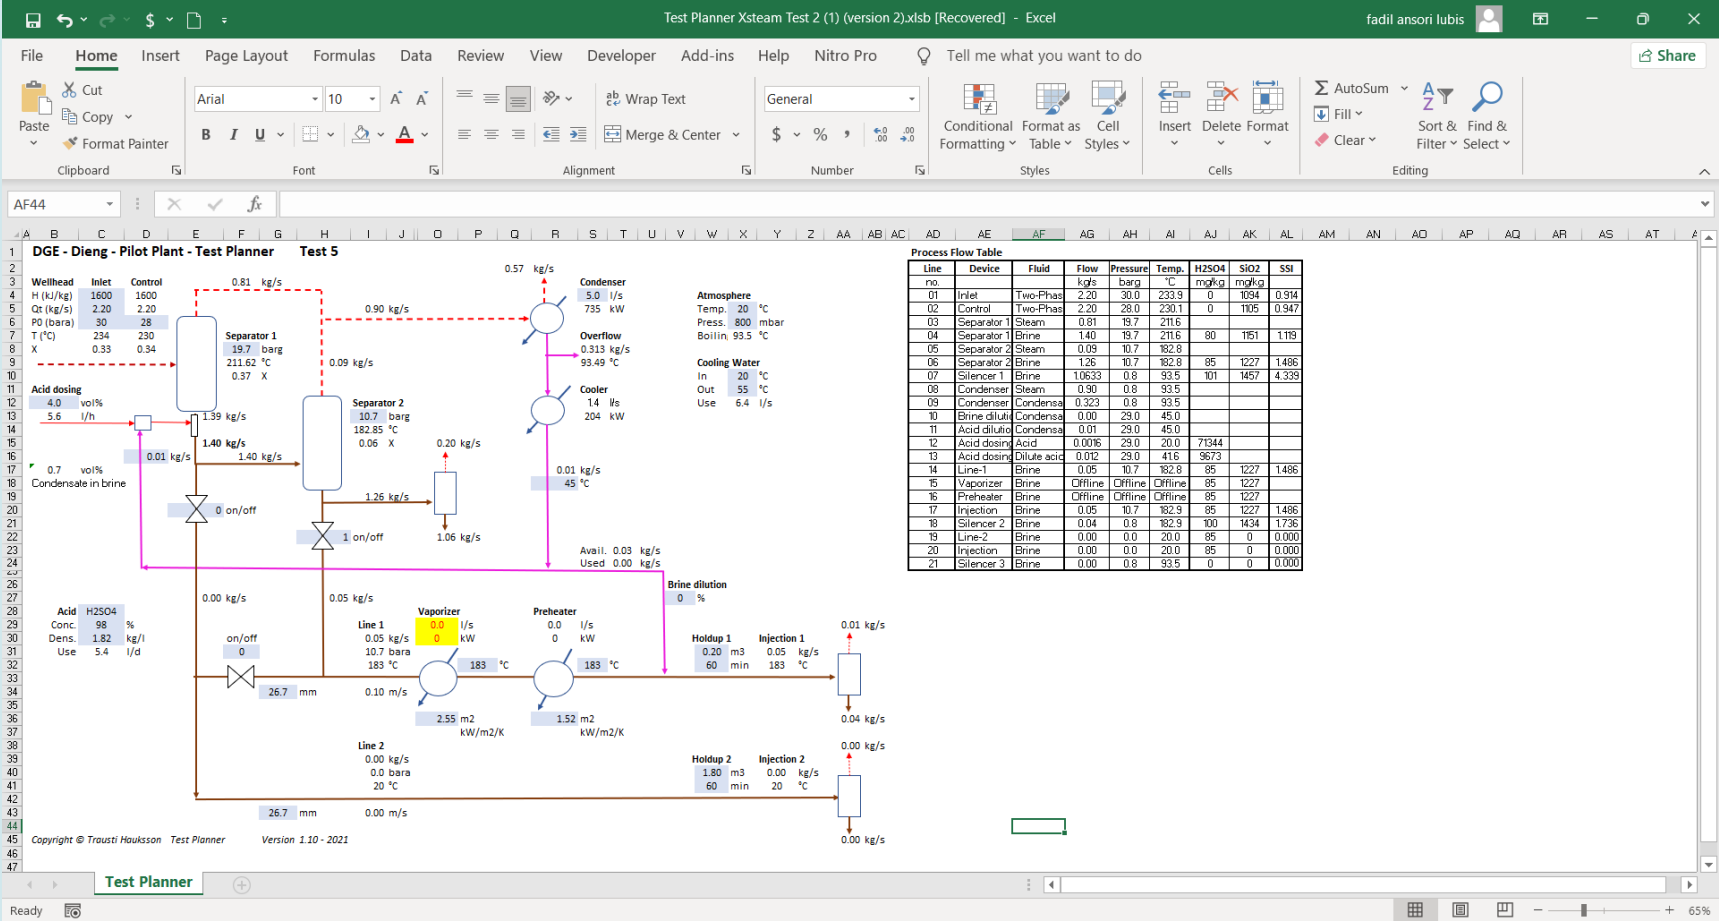 Test Planner Xsteam Test 2 (1) (version 2).xlsb [Recovered] - Excel
fadil ansori lubis
File Home Insert Page Layout Formulas Data Review View Developer Add-ins Help Nitro Pro Tell me what you want to do Share
Paste
Cut
Copy
Format Painter
Clipboard
Arial 10
B I U
Font
Wrap Text
Merge & Center
Alignment
General
$ % ,
Number
Conditional Formatting
Format as Table
Cell Styles
Styles
Insert Delete Format
Cells
AutoSum
Fill
Clear
Sort & Filter
Find & Select
Editing
AF44
fx
A B C D E F G H I J O P Q R S T U V W X Y Z AA AB AC AD AE AF AG AH AI AJ AK AL AM AN AO AP AQ AR AS AT
DGE - Dieng - Pilot Plant - Test Planner Test 5
Wellhead Inlet Control
H (kJ/kg) 1600 1600
Qt (kg/s) 2.20 2.20
P0 (bara) 30 28
T (°C) 234 230
X 0.33 0.34
0.81 kg/s
0.90 kg/s
0.57 kg/s
Separator 1
19.7 barg
211.62 °C
0.37 X
0.09 kg/s
Condenser
5.0 l/s
735 kW
Overflow
0.313 kg/s
93.49 °C
Cooler
1.4 l/s
204 kW
Atmosphere
Temp. 20 °C
Press. 800 mbar
Boilin 93.5 °C
Cooling Water
In 20 °C
Out 55 °C
Use 6.4 l/s
Acid dosing
4.0 vol%
5.6 l/h
1.39 kg/s
1.40 kg/s
0.01 kg/s 1.40 kg/s
Separator 2
10.7 barg
182.85 °C
0.06 X
0.20 kg/s
1.26 kg/s
1.06 kg/s
0.01 kg/s
45 °C
0.7 vol%
Condensate in brine
0 on/off
1 on/off
Avail. 0.03 kg/s
Used 0.00 kg/s
Brine dilution
0 %
0.00 kg/s
0.05 kg/s
Acid H2SO4
Conc. 98 %
Dens. 1.82 kg/l
Use 5.4 l/d
on/off
0
26.7 mm
Line 1
0.05 kg/s
10.7 bara
183 °C
0.10 m/s
Vaporizer
0.0 l/s
0 kW
183 °C
2.55 m2
kW/m2/K
Preheater
0.0 l/s
0 kW
183 °C
1.52 m2
kW/m2/K
Holdup 1 Injection 1
0.20 m3 0.05 kg/s
60 min 183 °C
0.01 kg/s
0.04 kg/s
Line 2
0.00 kg/s
0.0 bara
20 °C
26.7 mm 0.00 m/s
Holdup 2 Injection 2
1.80 m3 0.00 kg/s
60 min 20 °C
0.00 kg/s
0.00 kg/s
Copyright © Trausti Hauksson Test Planner Version 1.10 - 2021
Process Flow Table
Line Device Fluid Flow Pressure Temp. H2SO4 SiO2 SSI
no. kg/s barg °C mg/kg mg/kg
01 Inlet Two-Phas 2.20 30.0 233.9 0 1094 0.914
02 Control Two-Phas 2.20 28.0 230.1 0 1105 0.947
03 Separator 1 Steam 0.81 19.7 211.6
04 Separator 1 Brine 1.40 19.7 211.6 80 1151 1.119
05 Separator 2 Steam 0.09 10.7 182.8
06 Separator 2 Brine 1.26 10.7 182.8 85 1227 1.486
07 Silencer 1 Brine 1.0633 0.8 93.5 101 1457 4.339
08 Condenser Steam 0.90 0.8 93.5
09 Condenser Condensa 0.323 0.8 93.5
10 Brine diluti Condensa 0.00 29.0 45.0
11 Acid dilutio Condensa 0.01 29.0 45.0
12 Acid dosing Acid 0.0016 29.0 20.0 71344
13 Acid dosing Dilute acid 0.012 29.0 41.6 9673
14 Line-1 Brine 0.05 10.7 182.8 85 1227 1.486
15 Vaporizer Brine Offline Offline Offline 85 1227
16 Preheater Brine Offline Offline Offline 85 1227
17 Injection Brine 0.05 10.7 182.9 85 1227 1.486
18 Silencer 2 Brine 0.04 0.8 182.9 100 1434 1.736
19 Line-2 Brine 0.00 0.0 20.0 85 0 0.000
20 Injection Brine 0.00 0.0 20.0 85 0 0.000
21 Silencer 3 Brine 0.00 0.8 93.5 0 0 0.000
Test Planner
Ready
65%